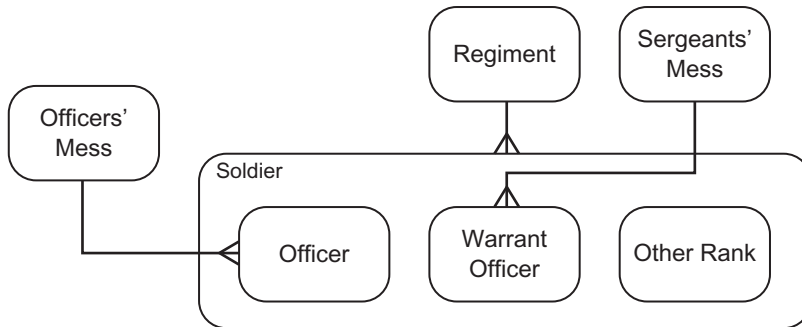 Regiment
Sergeants’
Mess
Officers’
Mess
Soldier
Officer
Warrant
Officer
Other Rank